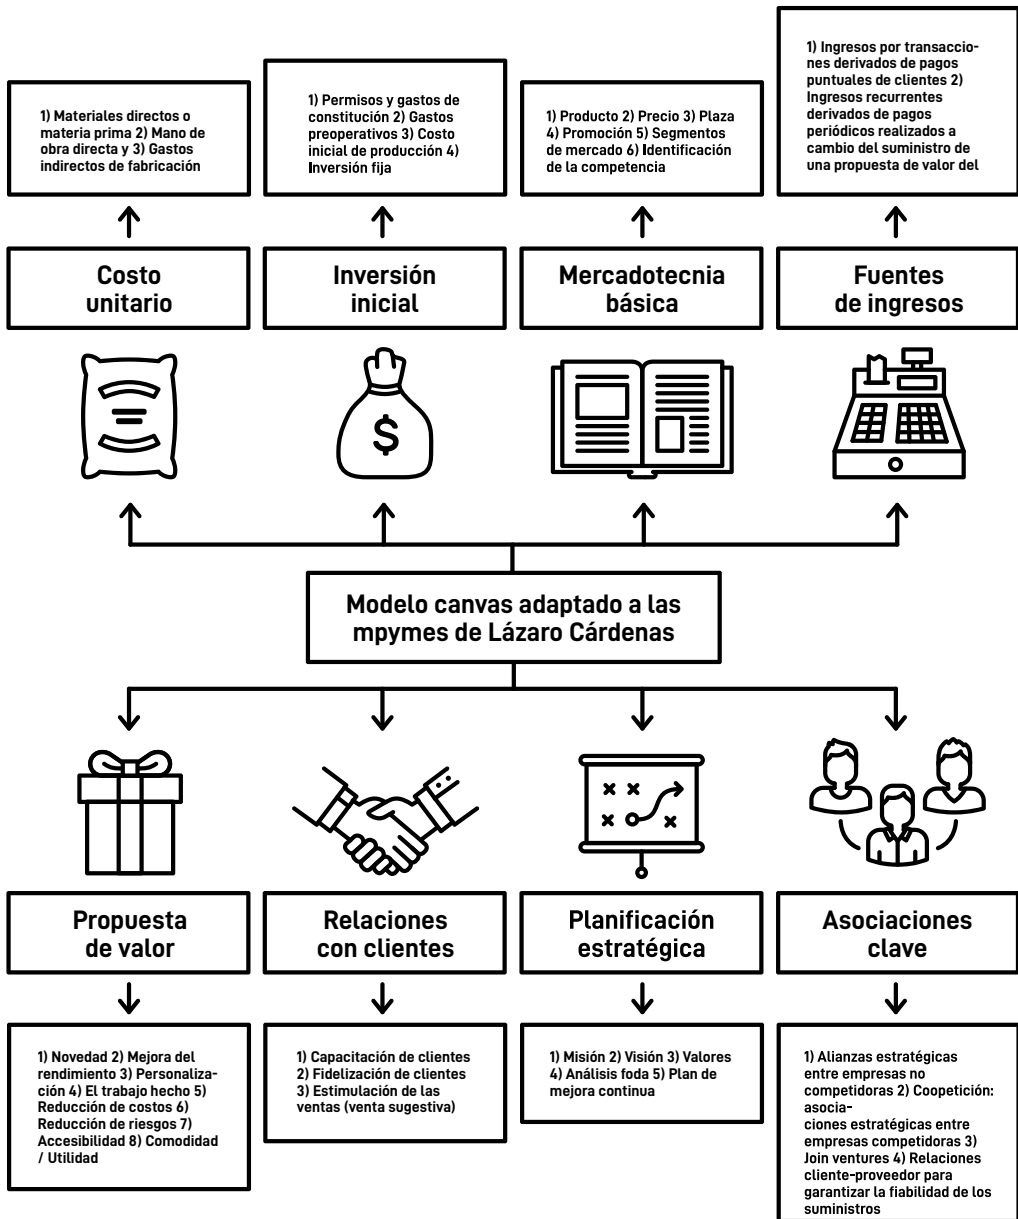 1) Materiales directos o
materia prima 2) Mano de
obra directa y 3) Gastos
indirectos de fabricación
1) Permisos y gastos de
constitución 2) Gastos
preoperativos 3) Costo
inicial de producción 4)
Inversión fija
1) Producto 2) Precio 3) Plaza
4) Promoción 5) Segmentos
de mercado 6) Identificación
de la competencia
1) Ingresos por transaccio-
nes derivados de pagos
puntuales de clientes 2)
Ingresos recurrentes
derivados de pagos
periódicos realizados a
cambio del suministro de
una propuesta de valor del
Costo
unitario
Inversión
inicial
Mercadotecnia
básica
Fuentes
de ingresos
$
Modelo canvas adaptado a las
mpymes de Lázaro Cárdenas
Propuesta
de valor
Relaciones
con clientes
Planificación
estratégica
Asociaciones
clave
1) Novedad 2) Mejora del
rendimiento 3) Personaliza-
ción 4) El trabajo hecho 5)
Reducción de costos 6)
Reducción de riesgos 7)
Accesibilidad 8) Comodidad
/ Utilidad
1) Capacitación de clientes
2) Fidelización de clientes
3) Estimulación de las
ventas (venta sugestiva)
1) Misión 2) Visión 3) Valores
4) Análisis foda 5) Plan de
mejora continua
1) Alianzas estratégicas
entre empresas no
competidoras 2) Coopetición:
asocia-
ciones estratégicas entre
empresas competidoras 3)
Join ventures 4) Relaciones
cliente-proveedor para
garantizar la fiabilidad de los
suministros